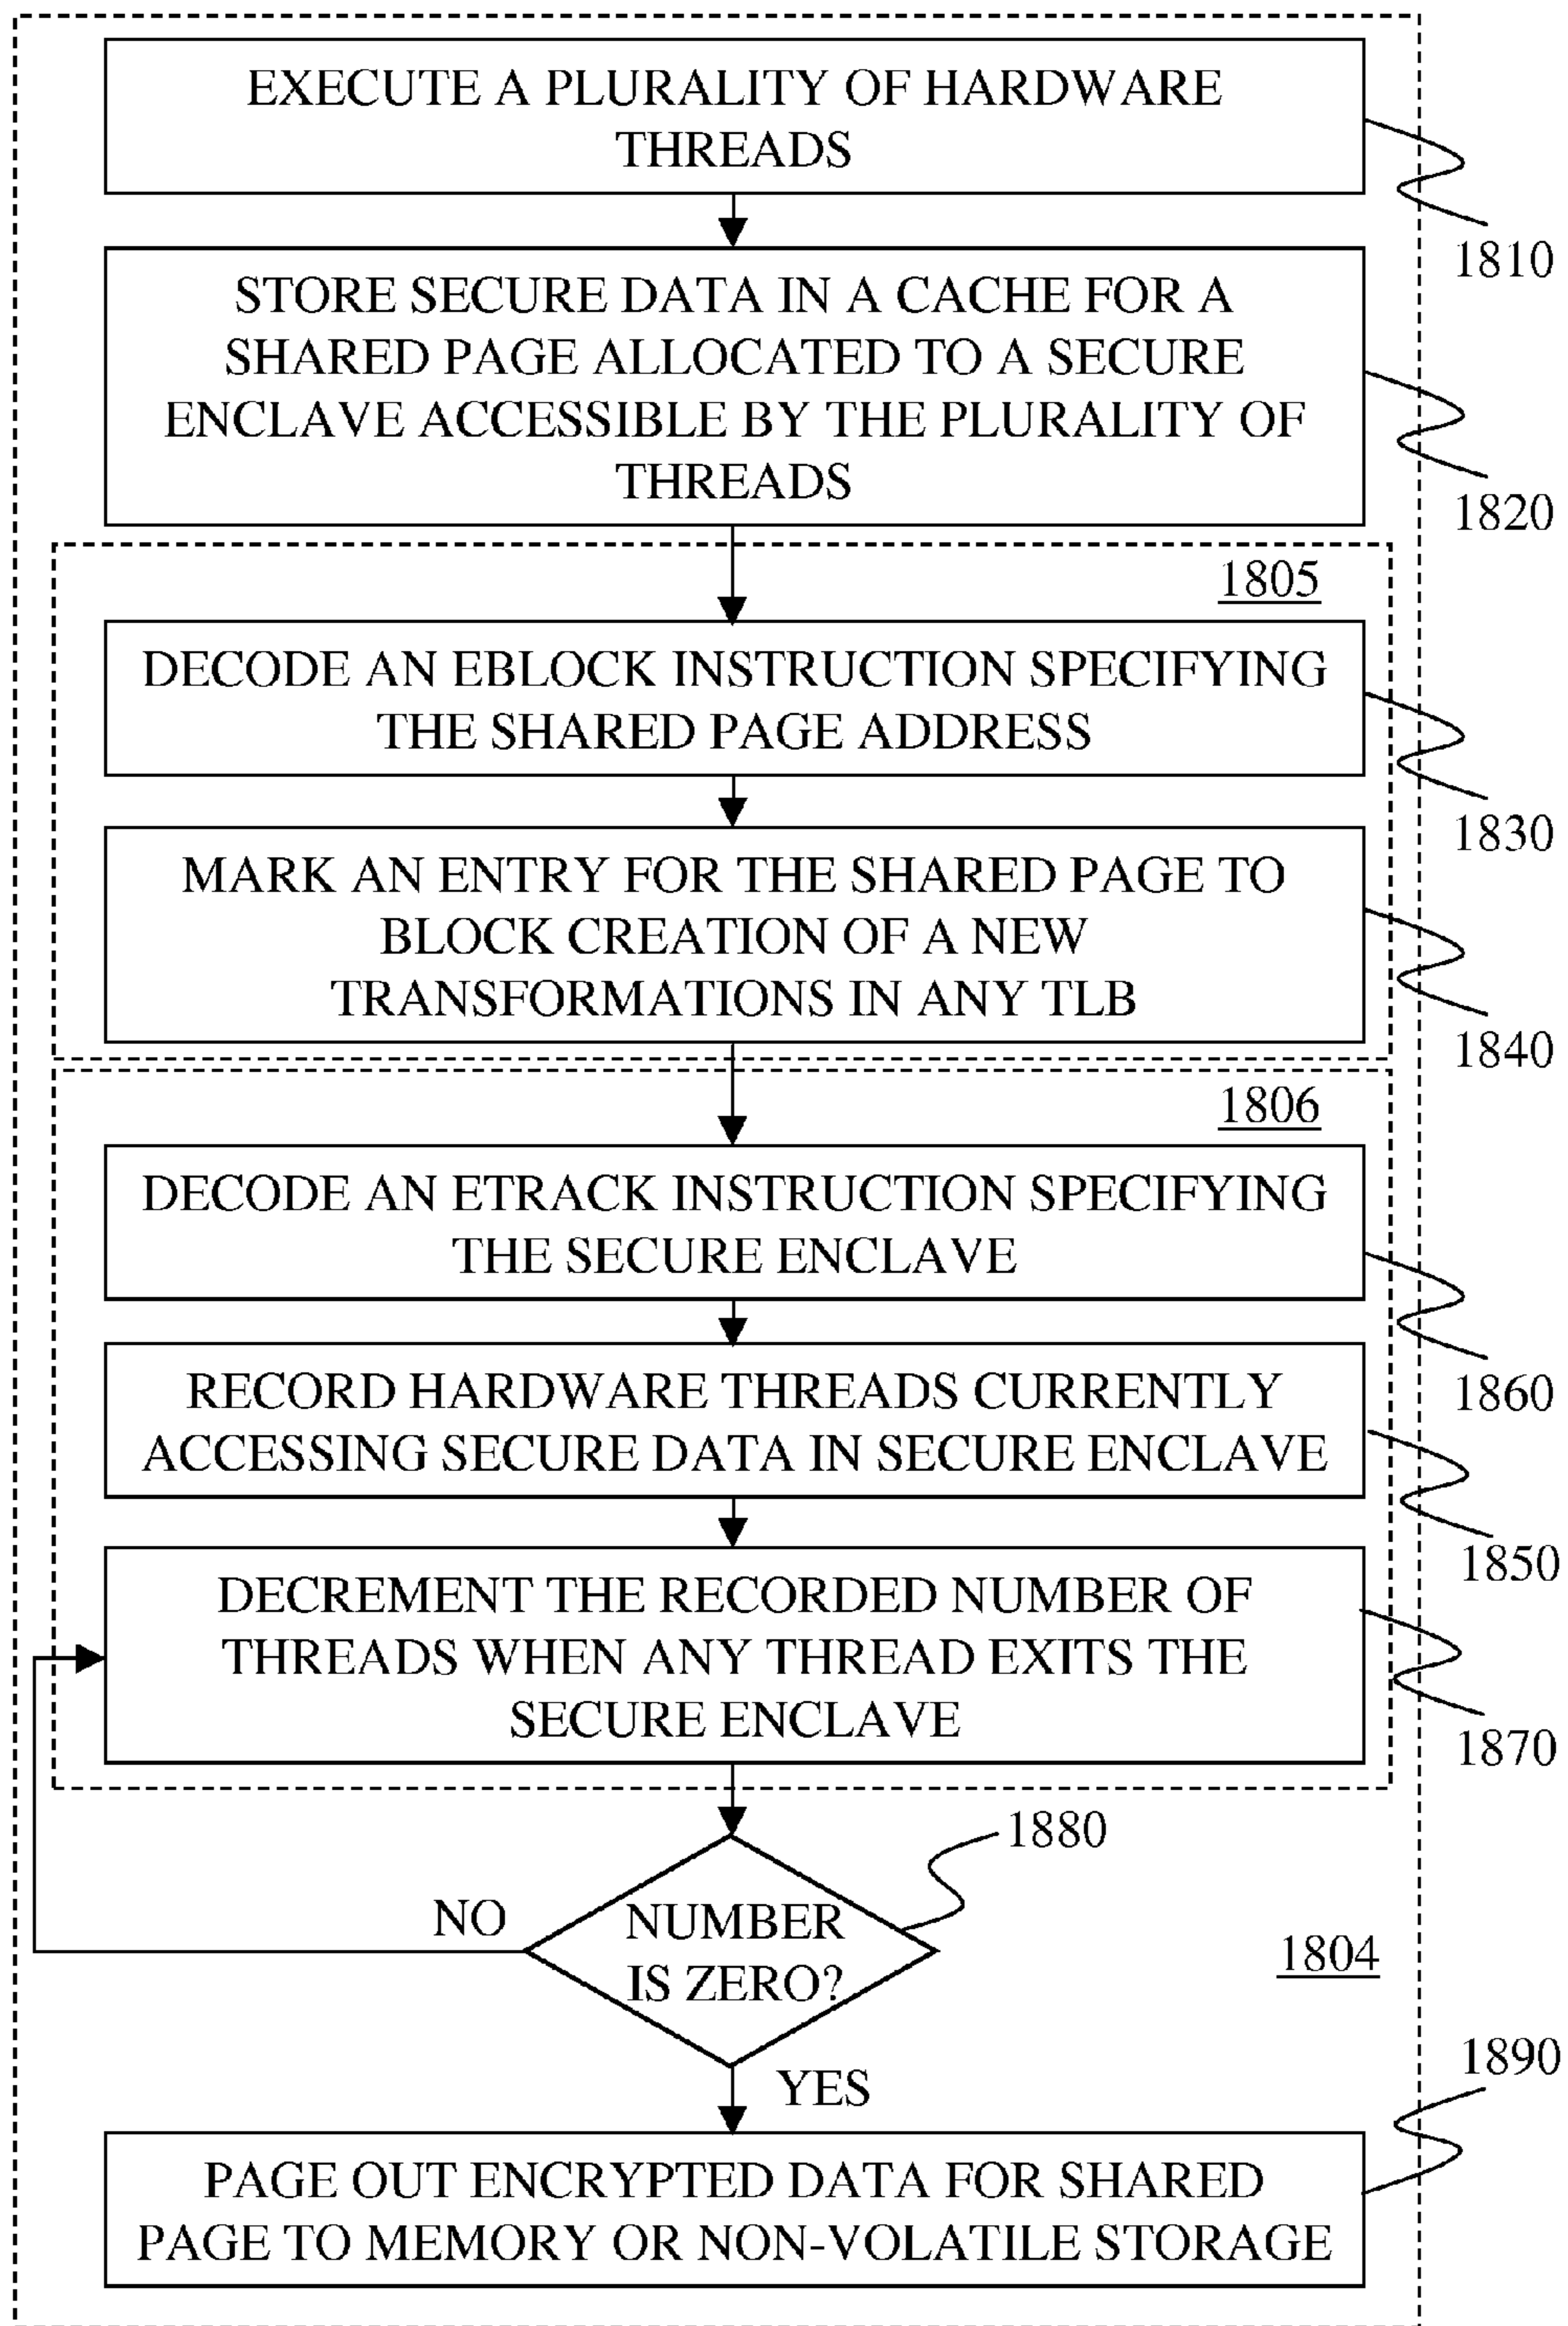 EXECUTE A PLURALITY OF HARDWARE
THREADS
1810
STORE SECURE DATA IN A CACHE FOR A
SHARED PAGE ALLOCATED TO A SECURE
ENCLAVE ACCESSIBLE BY THE PLURALITY OF
THREADS
1820
1805
DECODE AN EBLOCK INSTRUCTION SPECIFYING
THE SHARED PAGE ADDRESS
1830
MARK AN ENTRY FOR THE SHARED PAGE TO
BLOCK CREATION OF A NEW
TRANSFORMATIONS IN ANY TLB
1840
1806
DECODE AN ETRACK INSTRUCTION SPECIFYING
THE SECURE ENCLAVE
1860
RECORD HARDWARE THREADS CURRENTLY
ACCESSING SECURE DATA IN SECURE ENCLAVE
1850
DECREMENT THE RECORDED NUMBER OF
THREADS WHEN ANY THREAD EXITS THE
SECURE ENCLAVE
1870
1880
NO
NUMBER
IS ZERO?
1804
YES
1890
PAGE OUT ENCRYPTED DATA FOR SHARED
PAGE TO MEMORY OR NON-VOLATILE STORAGE